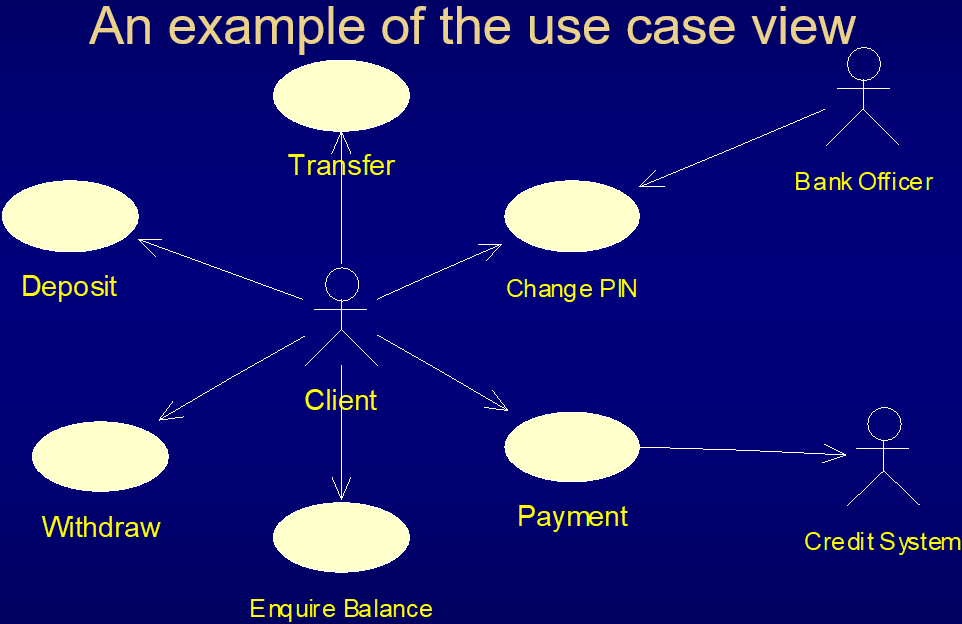 An example of the use case view
Transfer
Bank Officer
Deposit
Change PIN
Client
Withdraw
Payment
Credit System
Enquire Balance